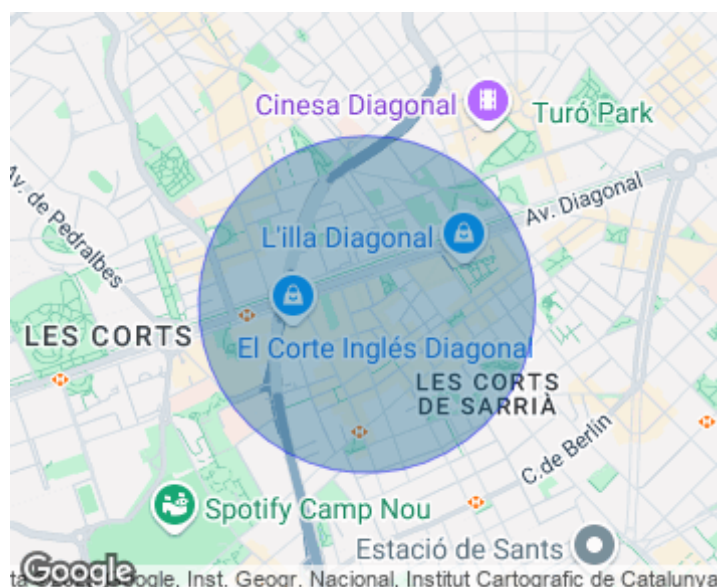 Cinesa Diagonal
Turó Park
Av. de Pedralbes
Av. Diagonal
L'illa Diagonal
LES CORTS
El Corte Inglés Diagonal
LES CORTS
DE SARRIÀ
C. de Berlín
Spotify Camp Nou
Estació de Sants
Google
Google, Inst. Geogr. Nacional, Institut Cartogràfic de Catalunya